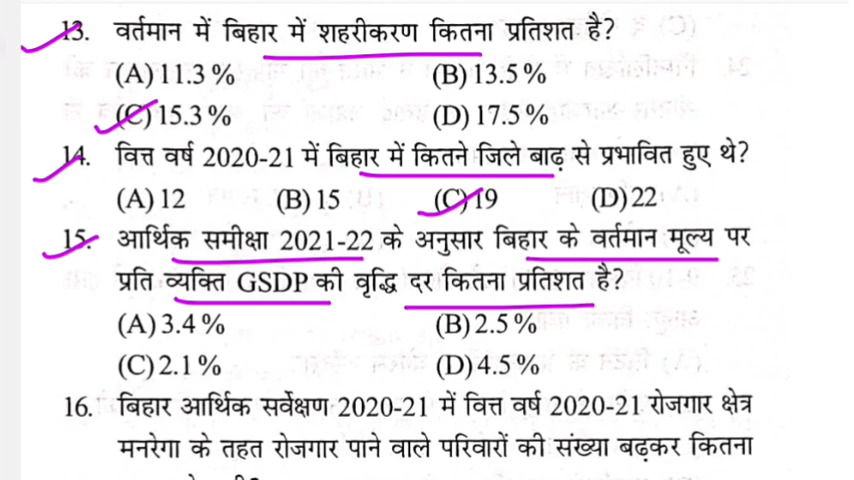 13. वर्तमान में बिहार में शहरीकरण कितना प्रतिशत है?
(A) 11.3 % (B) 13.5 %
(C) 15.3 % (D) 17.5 %
14. वित्त वर्ष 2020-21 में बिहार में कितने जिले बाढ़ से प्रभावित हुए थे?
(A) 12 (B) 15 (C) 19 (D) 22
15. आर्थिक समीक्षा 2021-22 के अनुसार बिहार के वर्तमान मूल्य पर
प्रति व्यक्ति GSDP की वृद्धि दर कितना प्रतिशत है?
(A) 3.4 % (B) 2.5 %
(C) 2.1 % (D) 4.5 %
16. बिहार आर्थिक सर्वेक्षण 2020-21 में वित्त वर्ष 2020-21 रोजगार क्षेत्र
मनरेगा के तहत रोजगार पाने वाले परिवारों की संख्या बढ़कर कितना